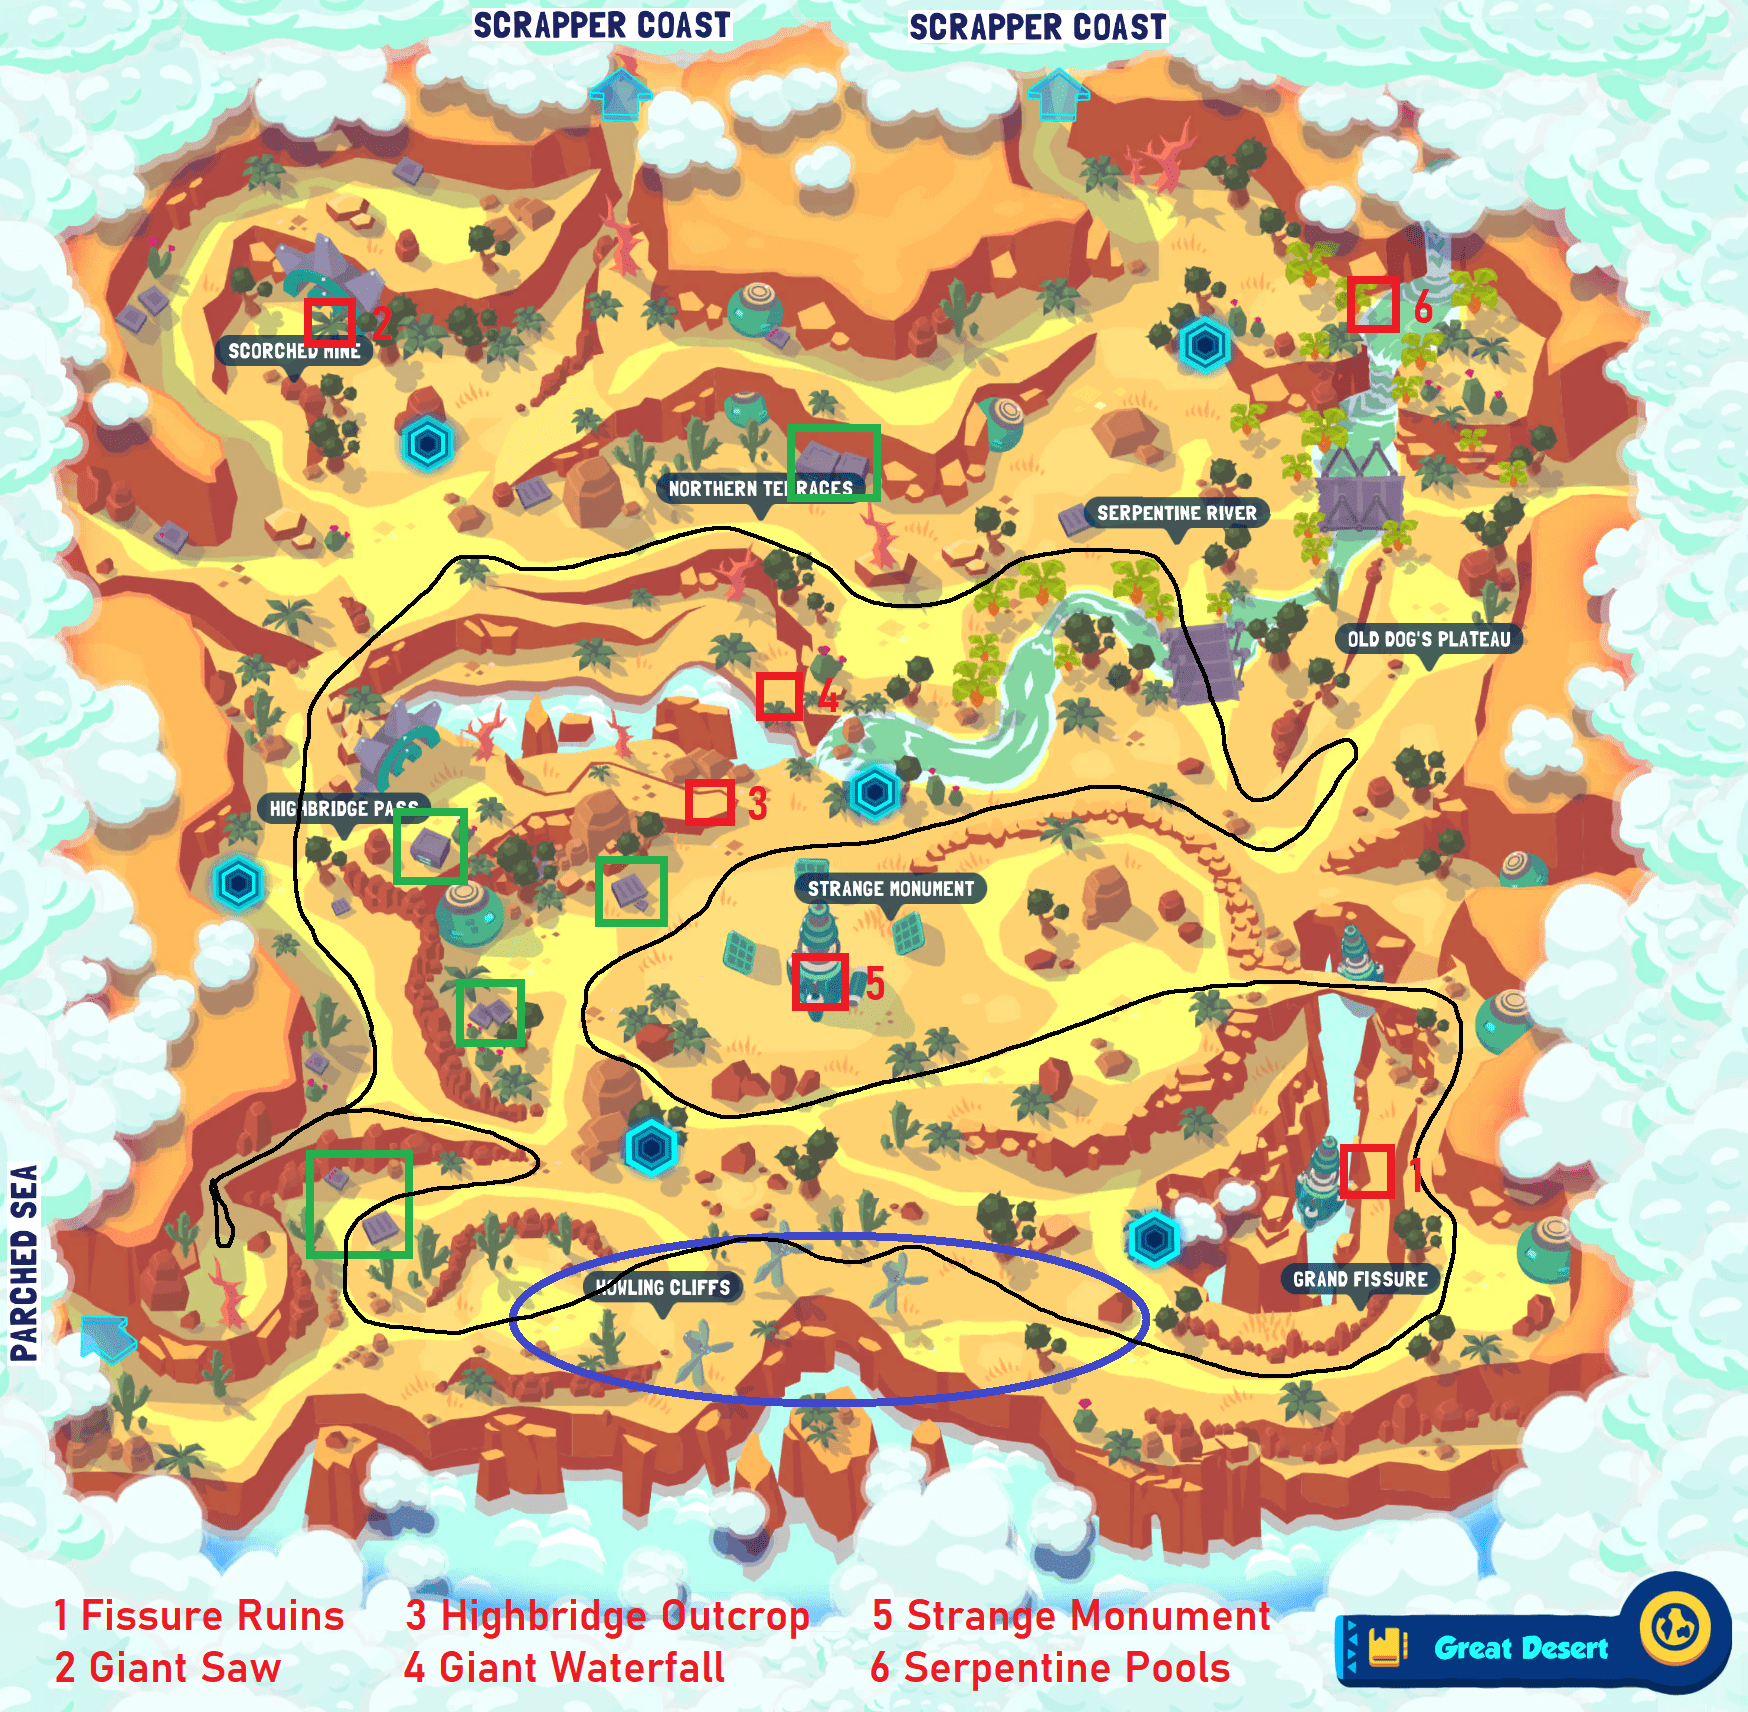 SCRAPPER COAST
SCRAPPER COAST
6
2
SCORCHED MINE
NORTHERN TERRACES
SERPENTINE RIVER
OLD DOG'S PLATEAU
4
HIGHBRIDGE PASS
3
STRANGE MONUMENT
5
PARCHED SEA
1
GRAND FISSURE
HOWLING CLIFFS
1 Fissure Ruins
3 Highbridge Outcrop
5 Strange Monument
2 Giant Saw
4 Giant Waterfall
6 Serpentine Pools
Great Desert